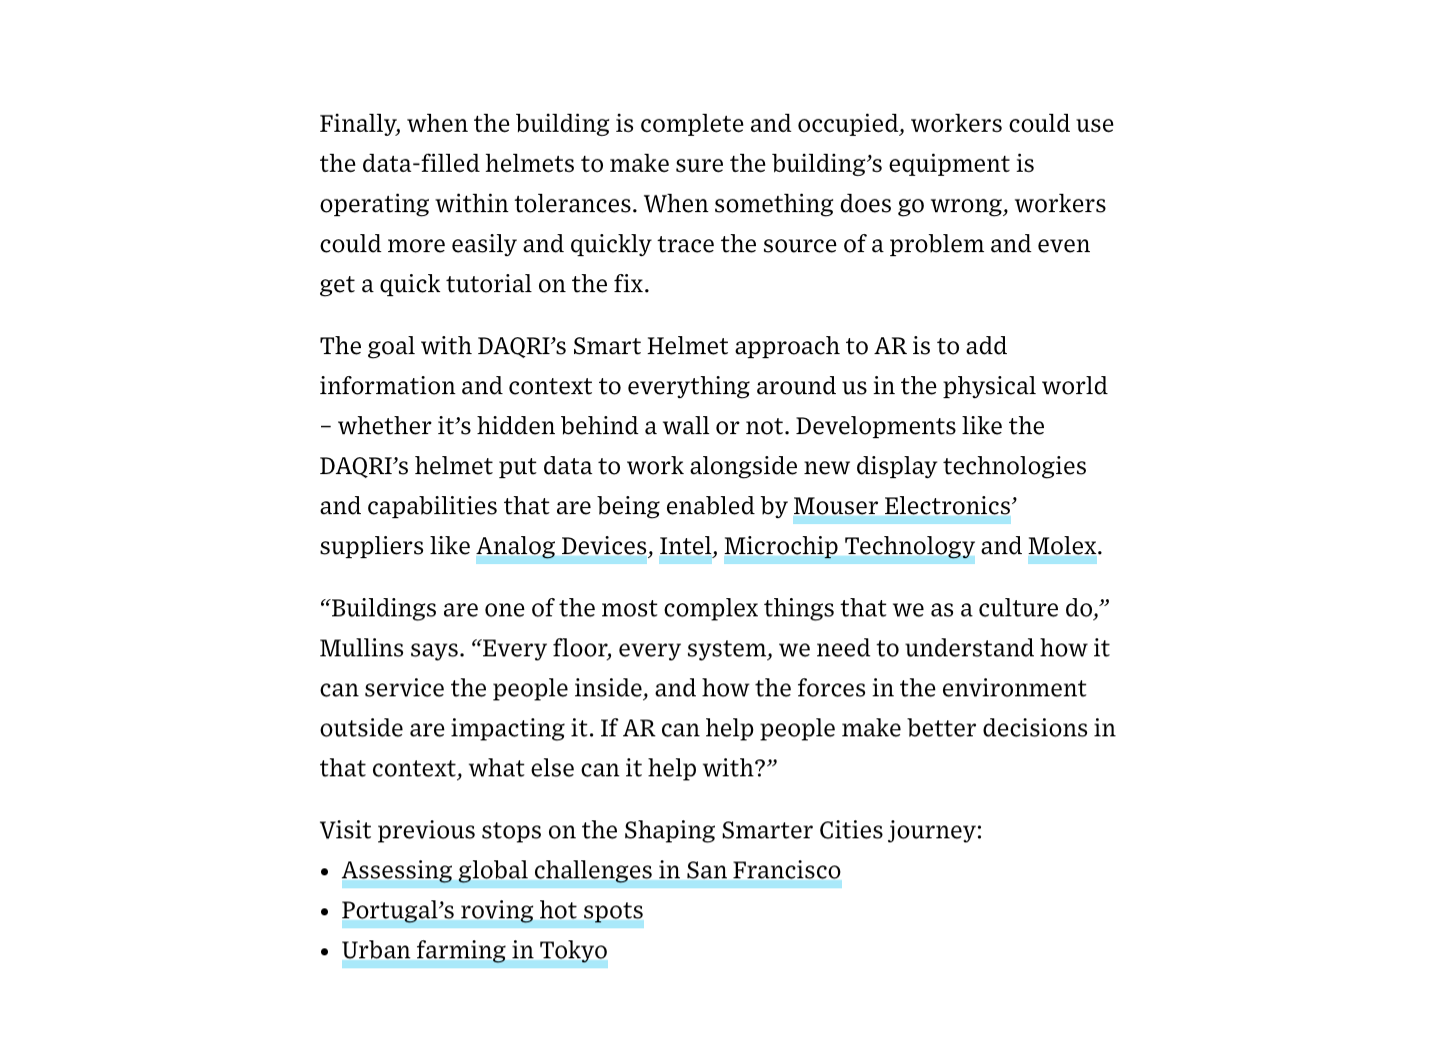 Finally, when the building is complete and occupied, workers could use
the data-filled helmets to make sure the building’s equipment is
operating within tolerances. When something does go wrong, workers
could more easily and quickly trace the source of a problem and even
get a quick tutorial on the fix.
The goal with DAQRI’s Smart Helmet approach to AR is to add
information and context to everything around us in the physical world
– whether it’s hidden behind a wall or not. Developments like the
DAQRI’s helmet put data to work alongside new display technologies
and capabilities that are being enabled by Mouser Electronics’
suppliers like Analog Devices, Intel, Microchip Technology and Molex.
“Buildings are one of the most complex things that we as a culture do,”
Mullins says. “Every floor, every system, we need to understand how it
can service the people inside, and how the forces in the environment
outside are impacting it. If AR can help people make better decisions in
that context, what else can it help with?”
Visit previous stops on the Shaping Smarter Cities journey:
• Assessing global challenges in San Francisco
• Portugal’s roving hot spots
• Urban farming in Tokyo